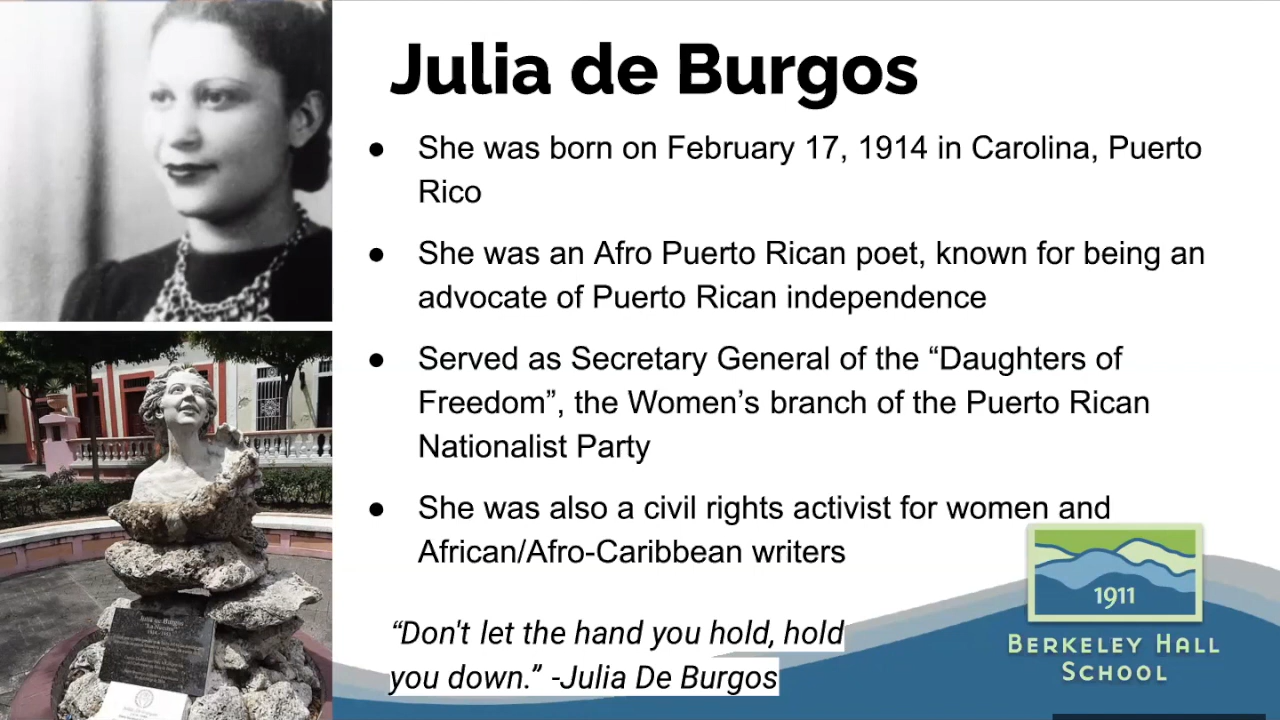 Julia de Burgos
● She was born on February 17, 1914 in Carolina, Puerto
Rico
● She was an Afro Puerto Rican poet, known for being an
advocate of Puerto Rican independence
● Served as Secretary General of the “Daughters of
Freedom”, the Women’s branch of the Puerto Rican
Nationalist Party
● She was also a civil rights activist for women and
African/Afro-Caribbean writers
“Don't let the hand you hold, hold
you down.” -Julia De Burgos
1911
BERKELEY HALL
SCHOOL
Julia de Burgos